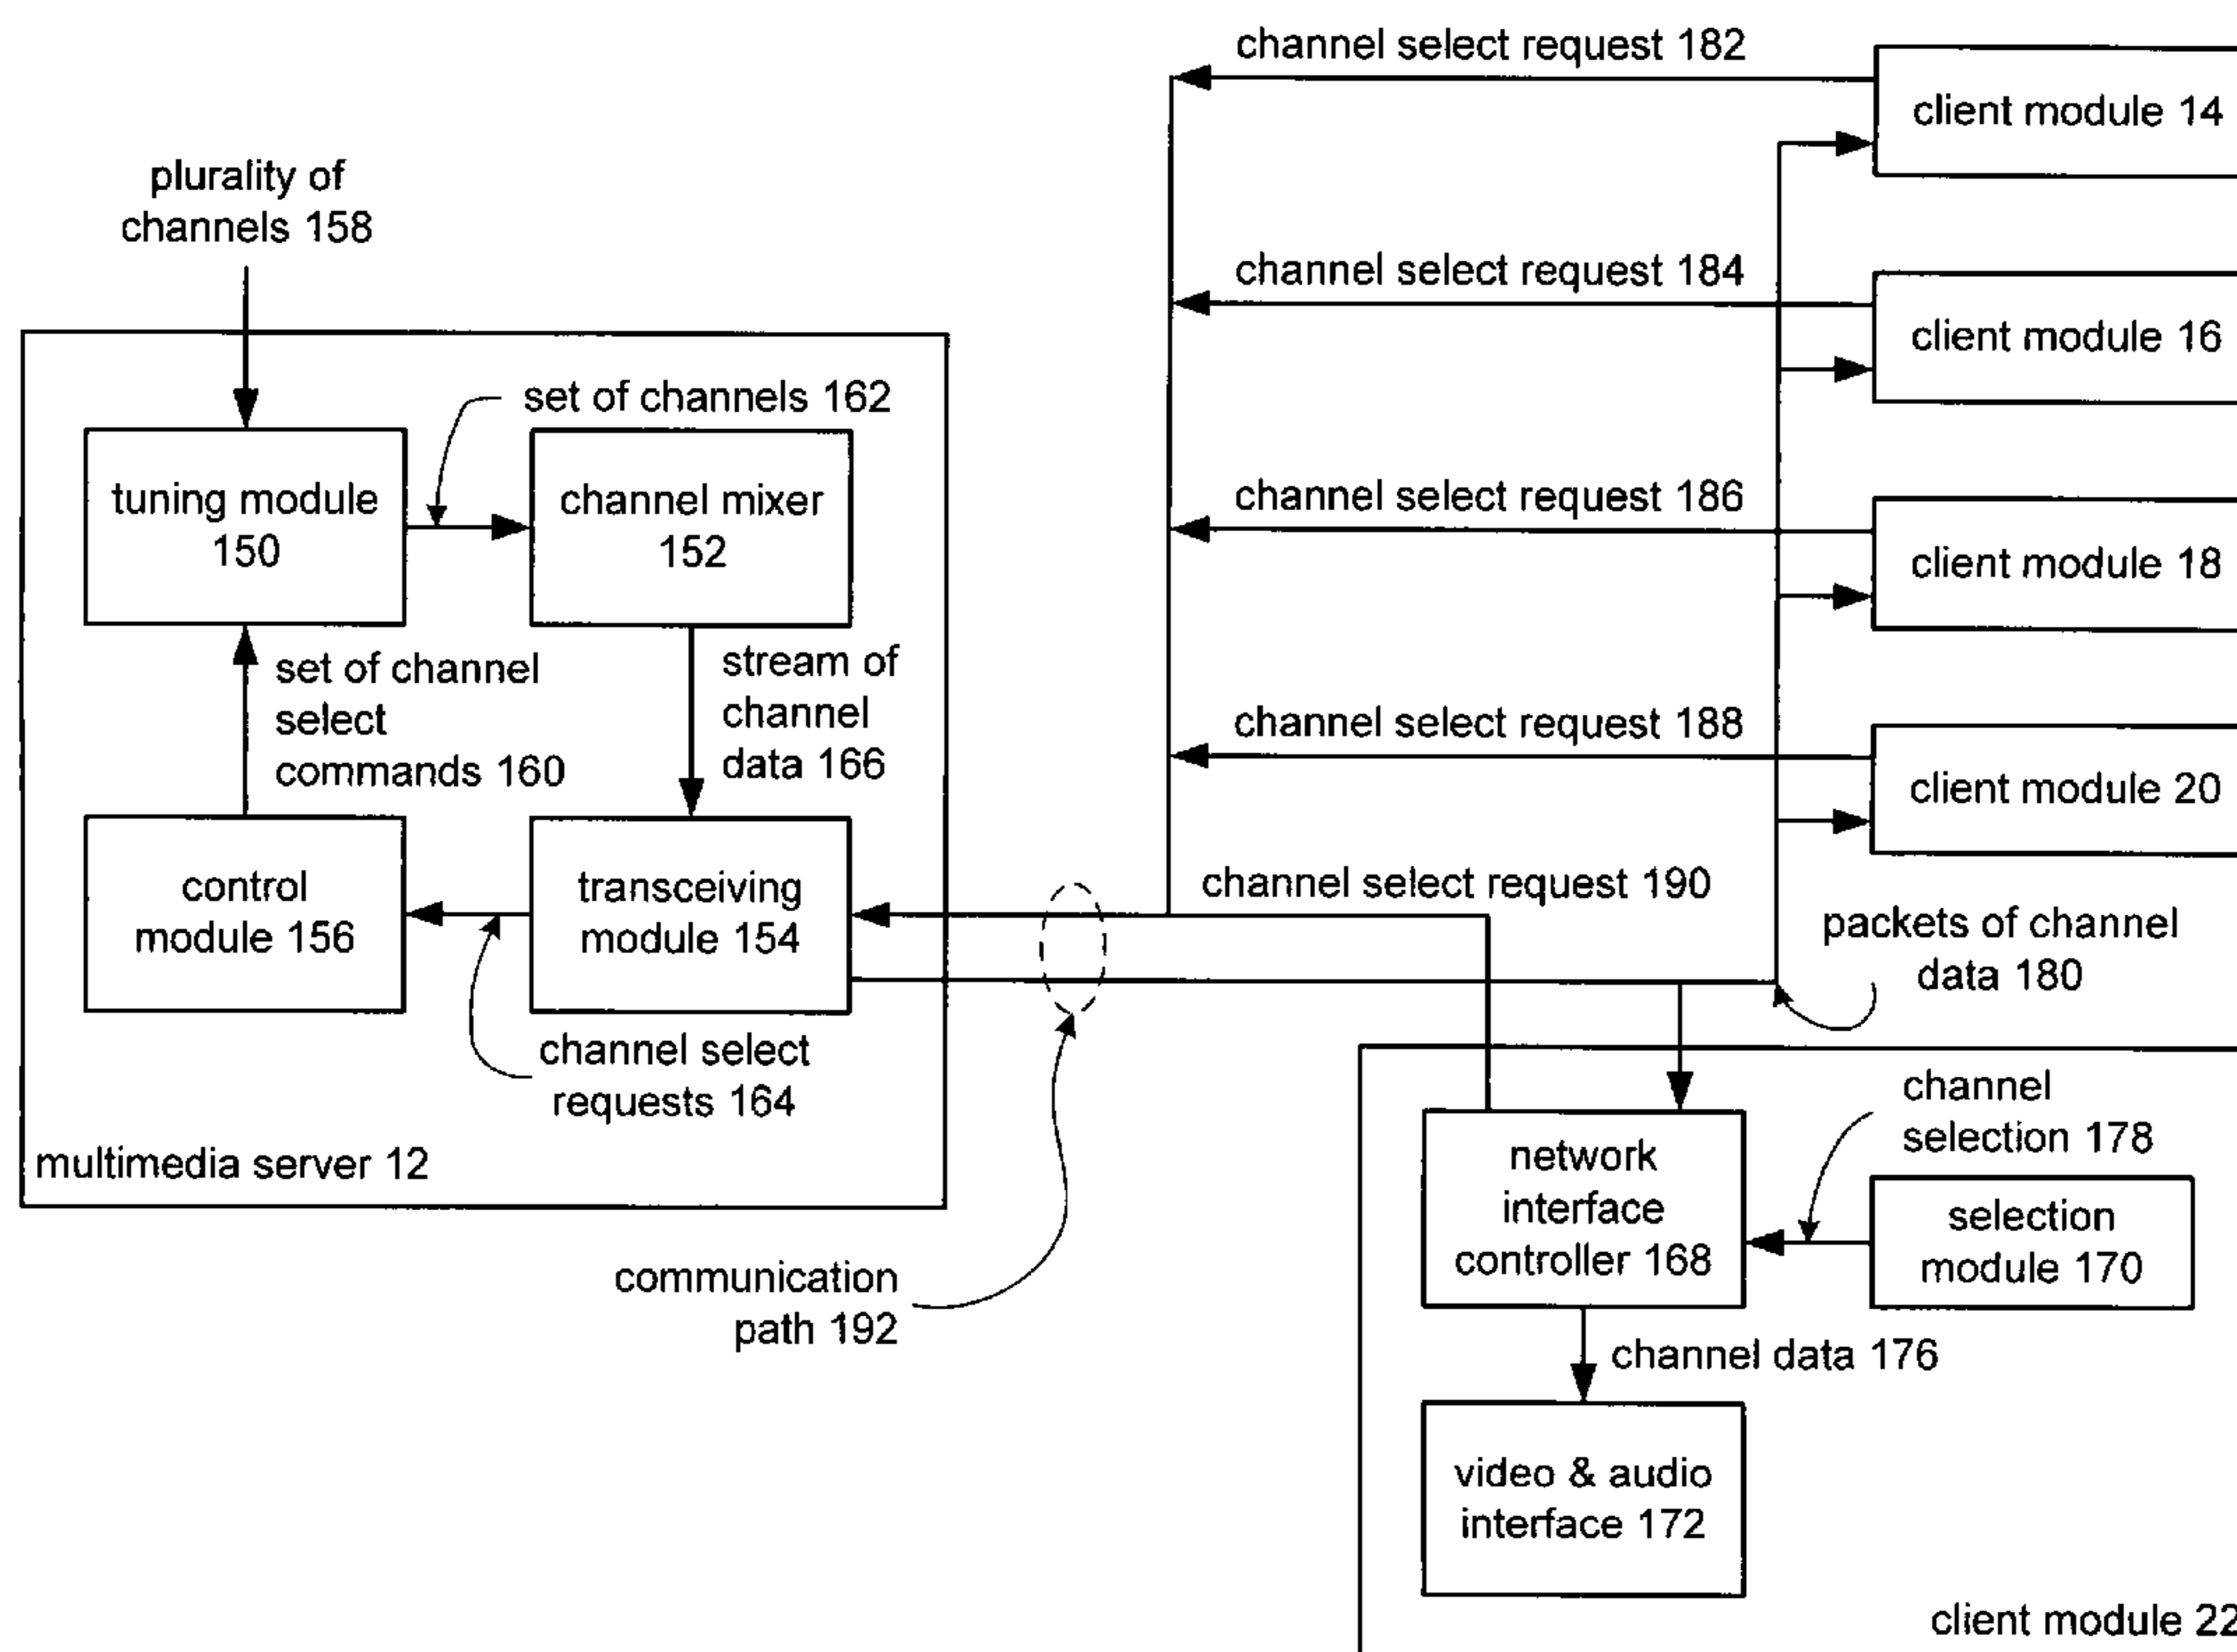 channel select request 182
client module 14
plurality of
channels 158
channel select request 184
client module 16
set of channels 162
tuning module
150
channel mixer
152
channel select request 186
client module 18
set of channel
select
commands 160
stream of
channel
data 166
channel select request 188
client module 20
control
module 156
transceiving
module 154
channel select request 190
packets of channel
data 180
channel select
requests 164
multimedia server 12
channel
selection 178
network
interface
controller 168
selection
module 170
communication
path 192
channel data 176
video & audio
interface 172
client module 22